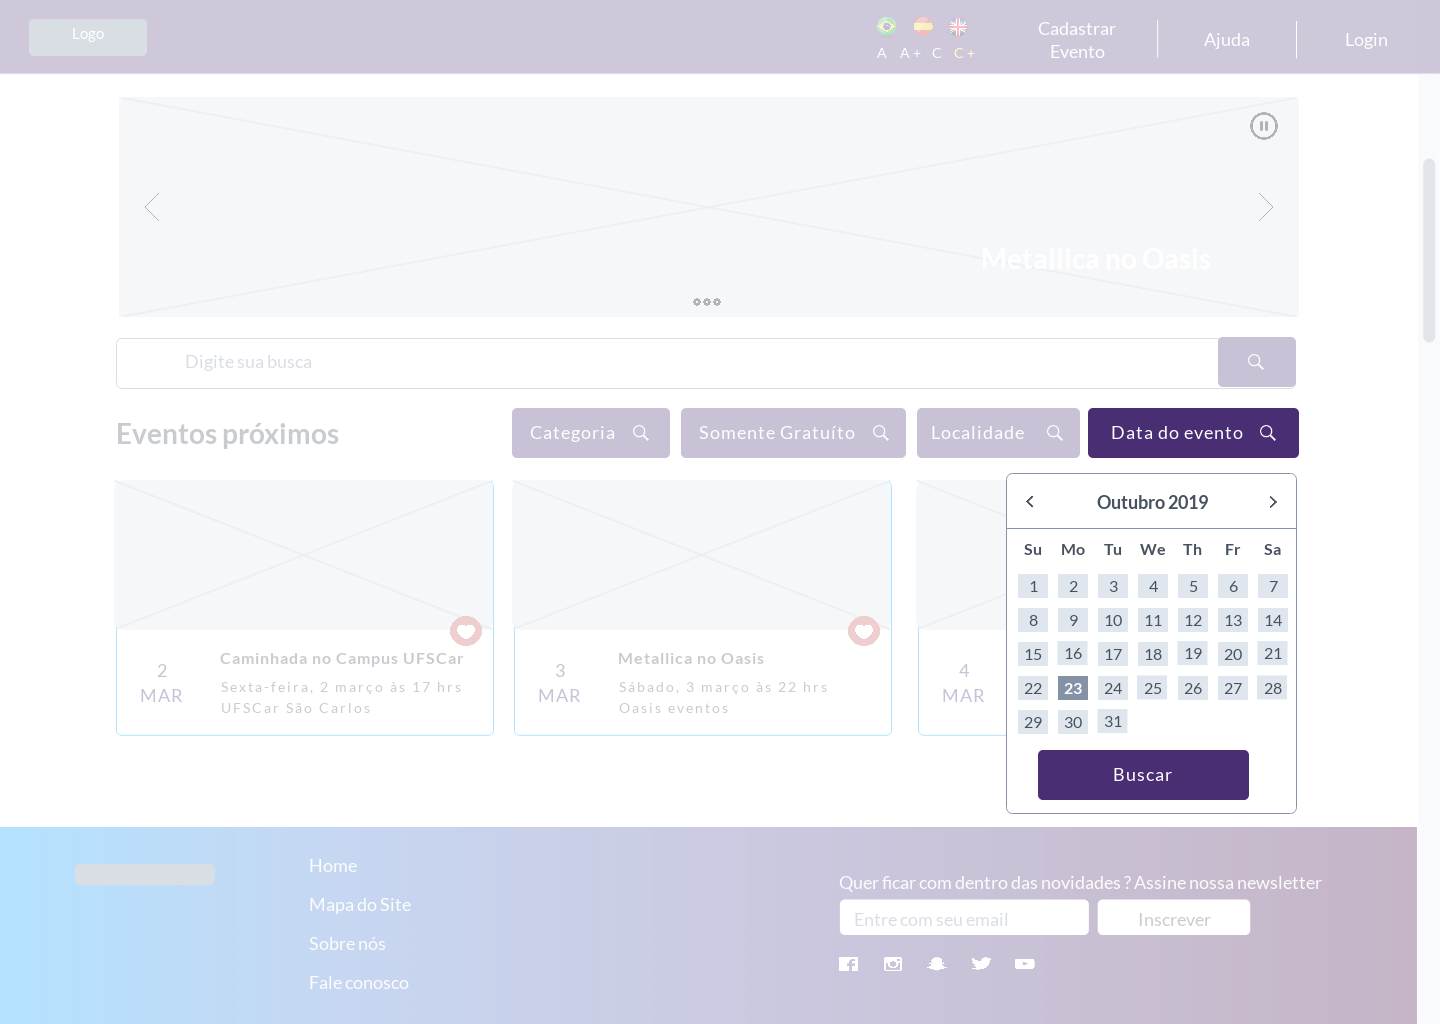 Logo
A A+ C C+
Cadastrar
Evento
Ajuda
Login
Metallica no Oasis
Digite sua busca
Eventos próximos
Categoria
Somente Gratuíto
Localidade
Data do evento
2
MAR
Caminhada no Campus UFSCar
Sexta-feira, 2 março às 17 hrs
UFSCar São Carlos
3
MAR
Metallica no Oasis
Sábado, 3 março às 22 hrs
Oasis eventos
4
MAR
Outubro 2019
Su Mo Tu We Th Fr Sa
1 2 3 4 5 6 7
8 9 10 11 12 13 14
15 16 17 18 19 20 21
22 23 24 25 26 27 28
29 30 31
Buscar
Home
Mapa do Site
Sobre nós
Fale conosco
Quer ficar com dentro das novidades ? Assine nossa newsletter
Entre com seu email
Inscrever